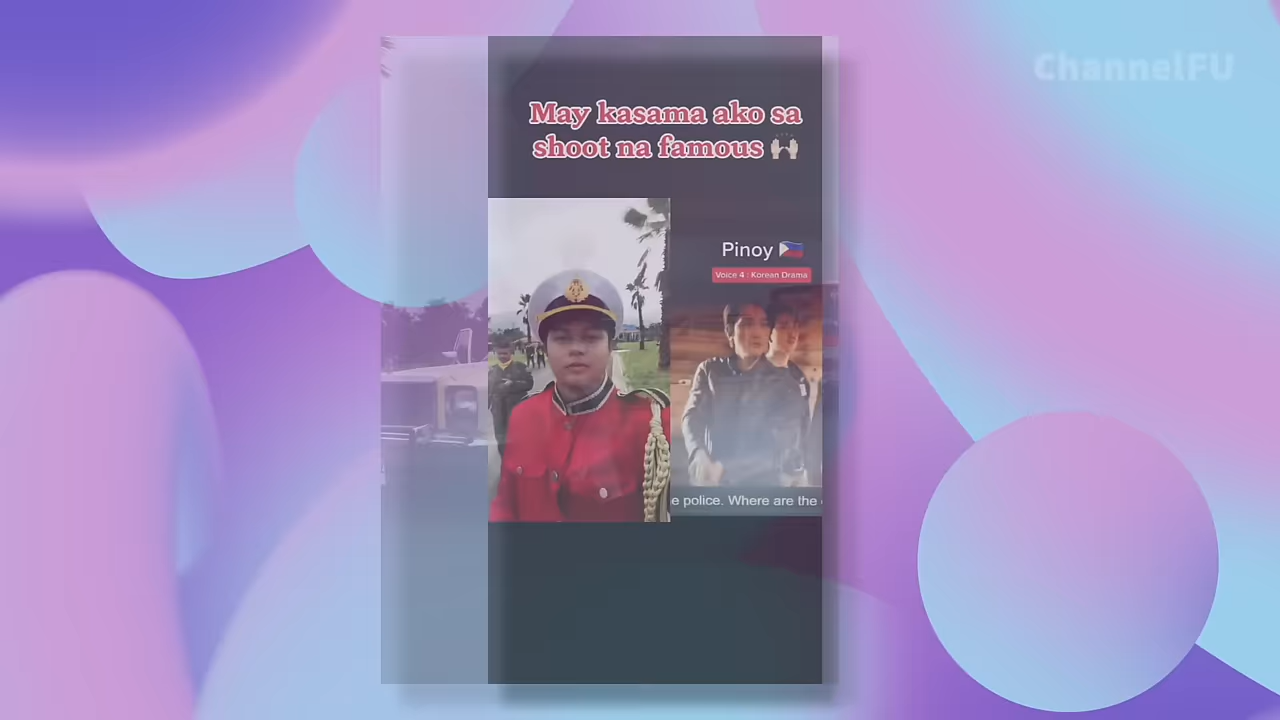 ChannelFU
May kasama ako sa
shoot na famous 🙌
Pinoy 🇵🇭
Voice 4 : Korean Drama
e police. Where are the